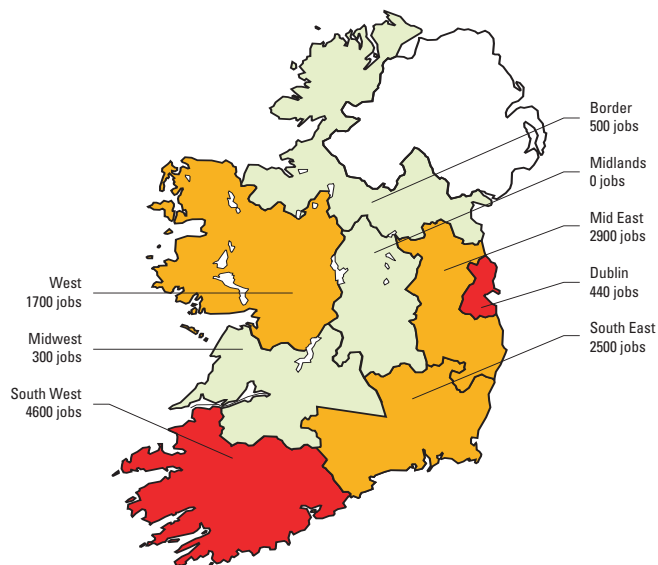 Border
500 jobs
Midlands
0 jobs
Mid East
2900 jobs
Dublin
440 jobs
South East
2500 jobs
West
1700 jobs
Midwest
300 jobs
South West
4600 jobs